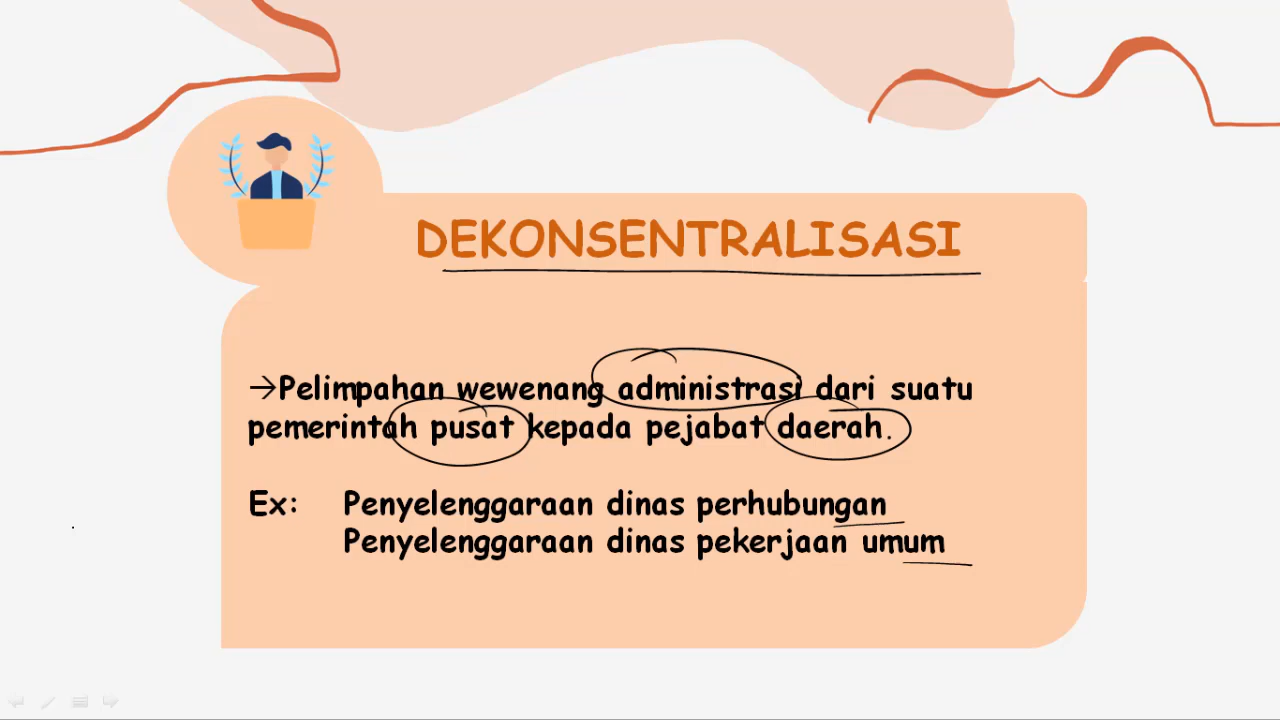 DEKONSENTRALISASI
→Pelimpahan wewenang administrasi dari suatu
pemerintah pusat kepada pejabat daerah.
Ex: Penyelenggaraan dinas perhubungan
Penyelenggaraan dinas pekerjaan umum